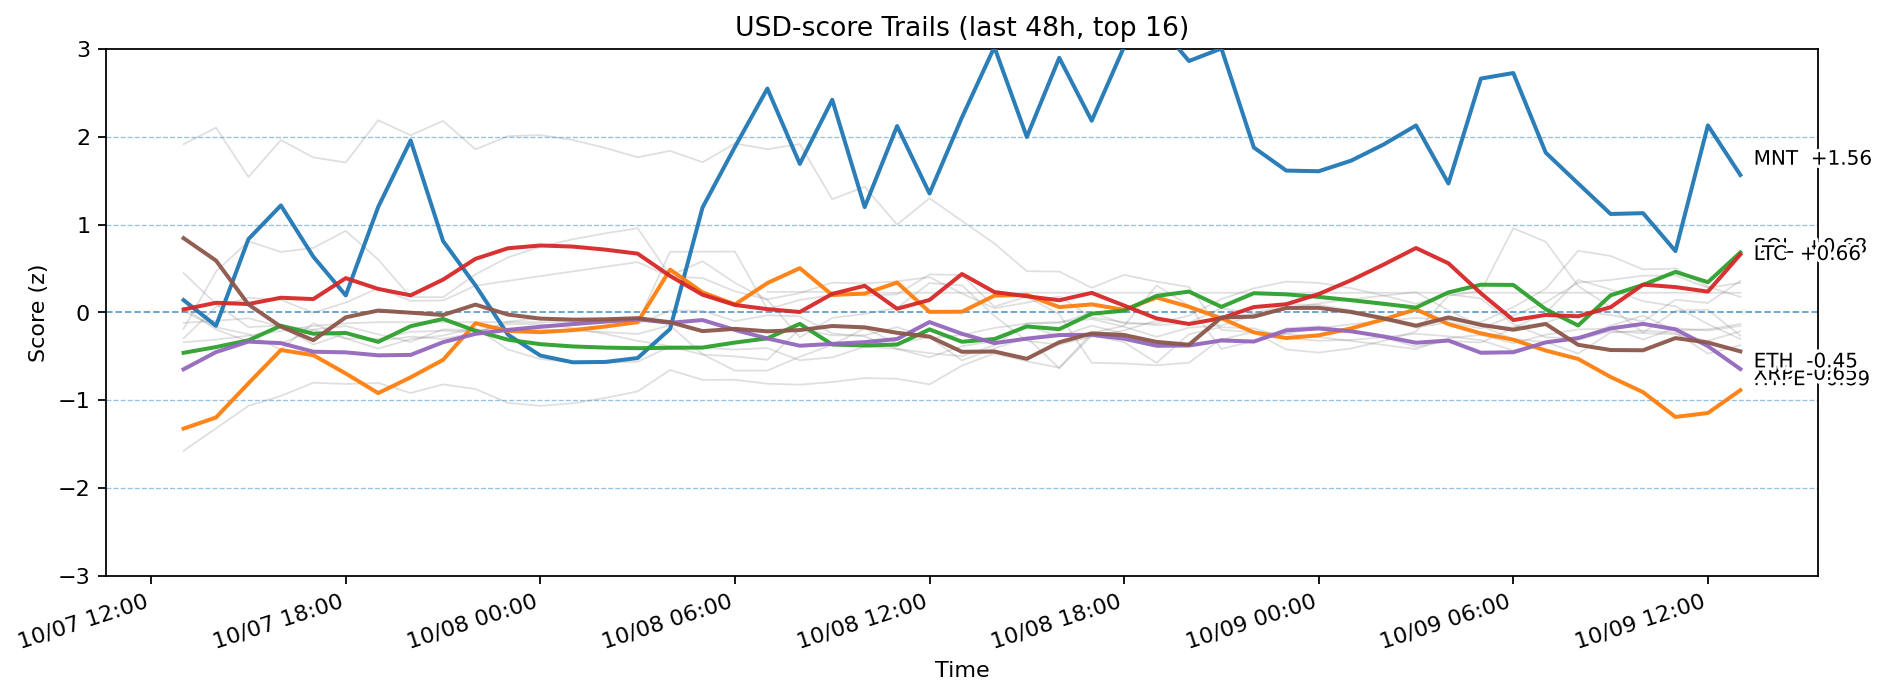 USD-score Trails (last 48h, top 16)
Score (z)
3
2
1
0
−1
−2
−3
MNT +1.56
LTC +0.66
ETH -0.45
10/07 12:00
10/07 18:00
10/08 00:00
10/08 06:00
10/08 12:00
10/08 18:00
10/09 00:00
10/09 06:00
10/09 12:00
Time